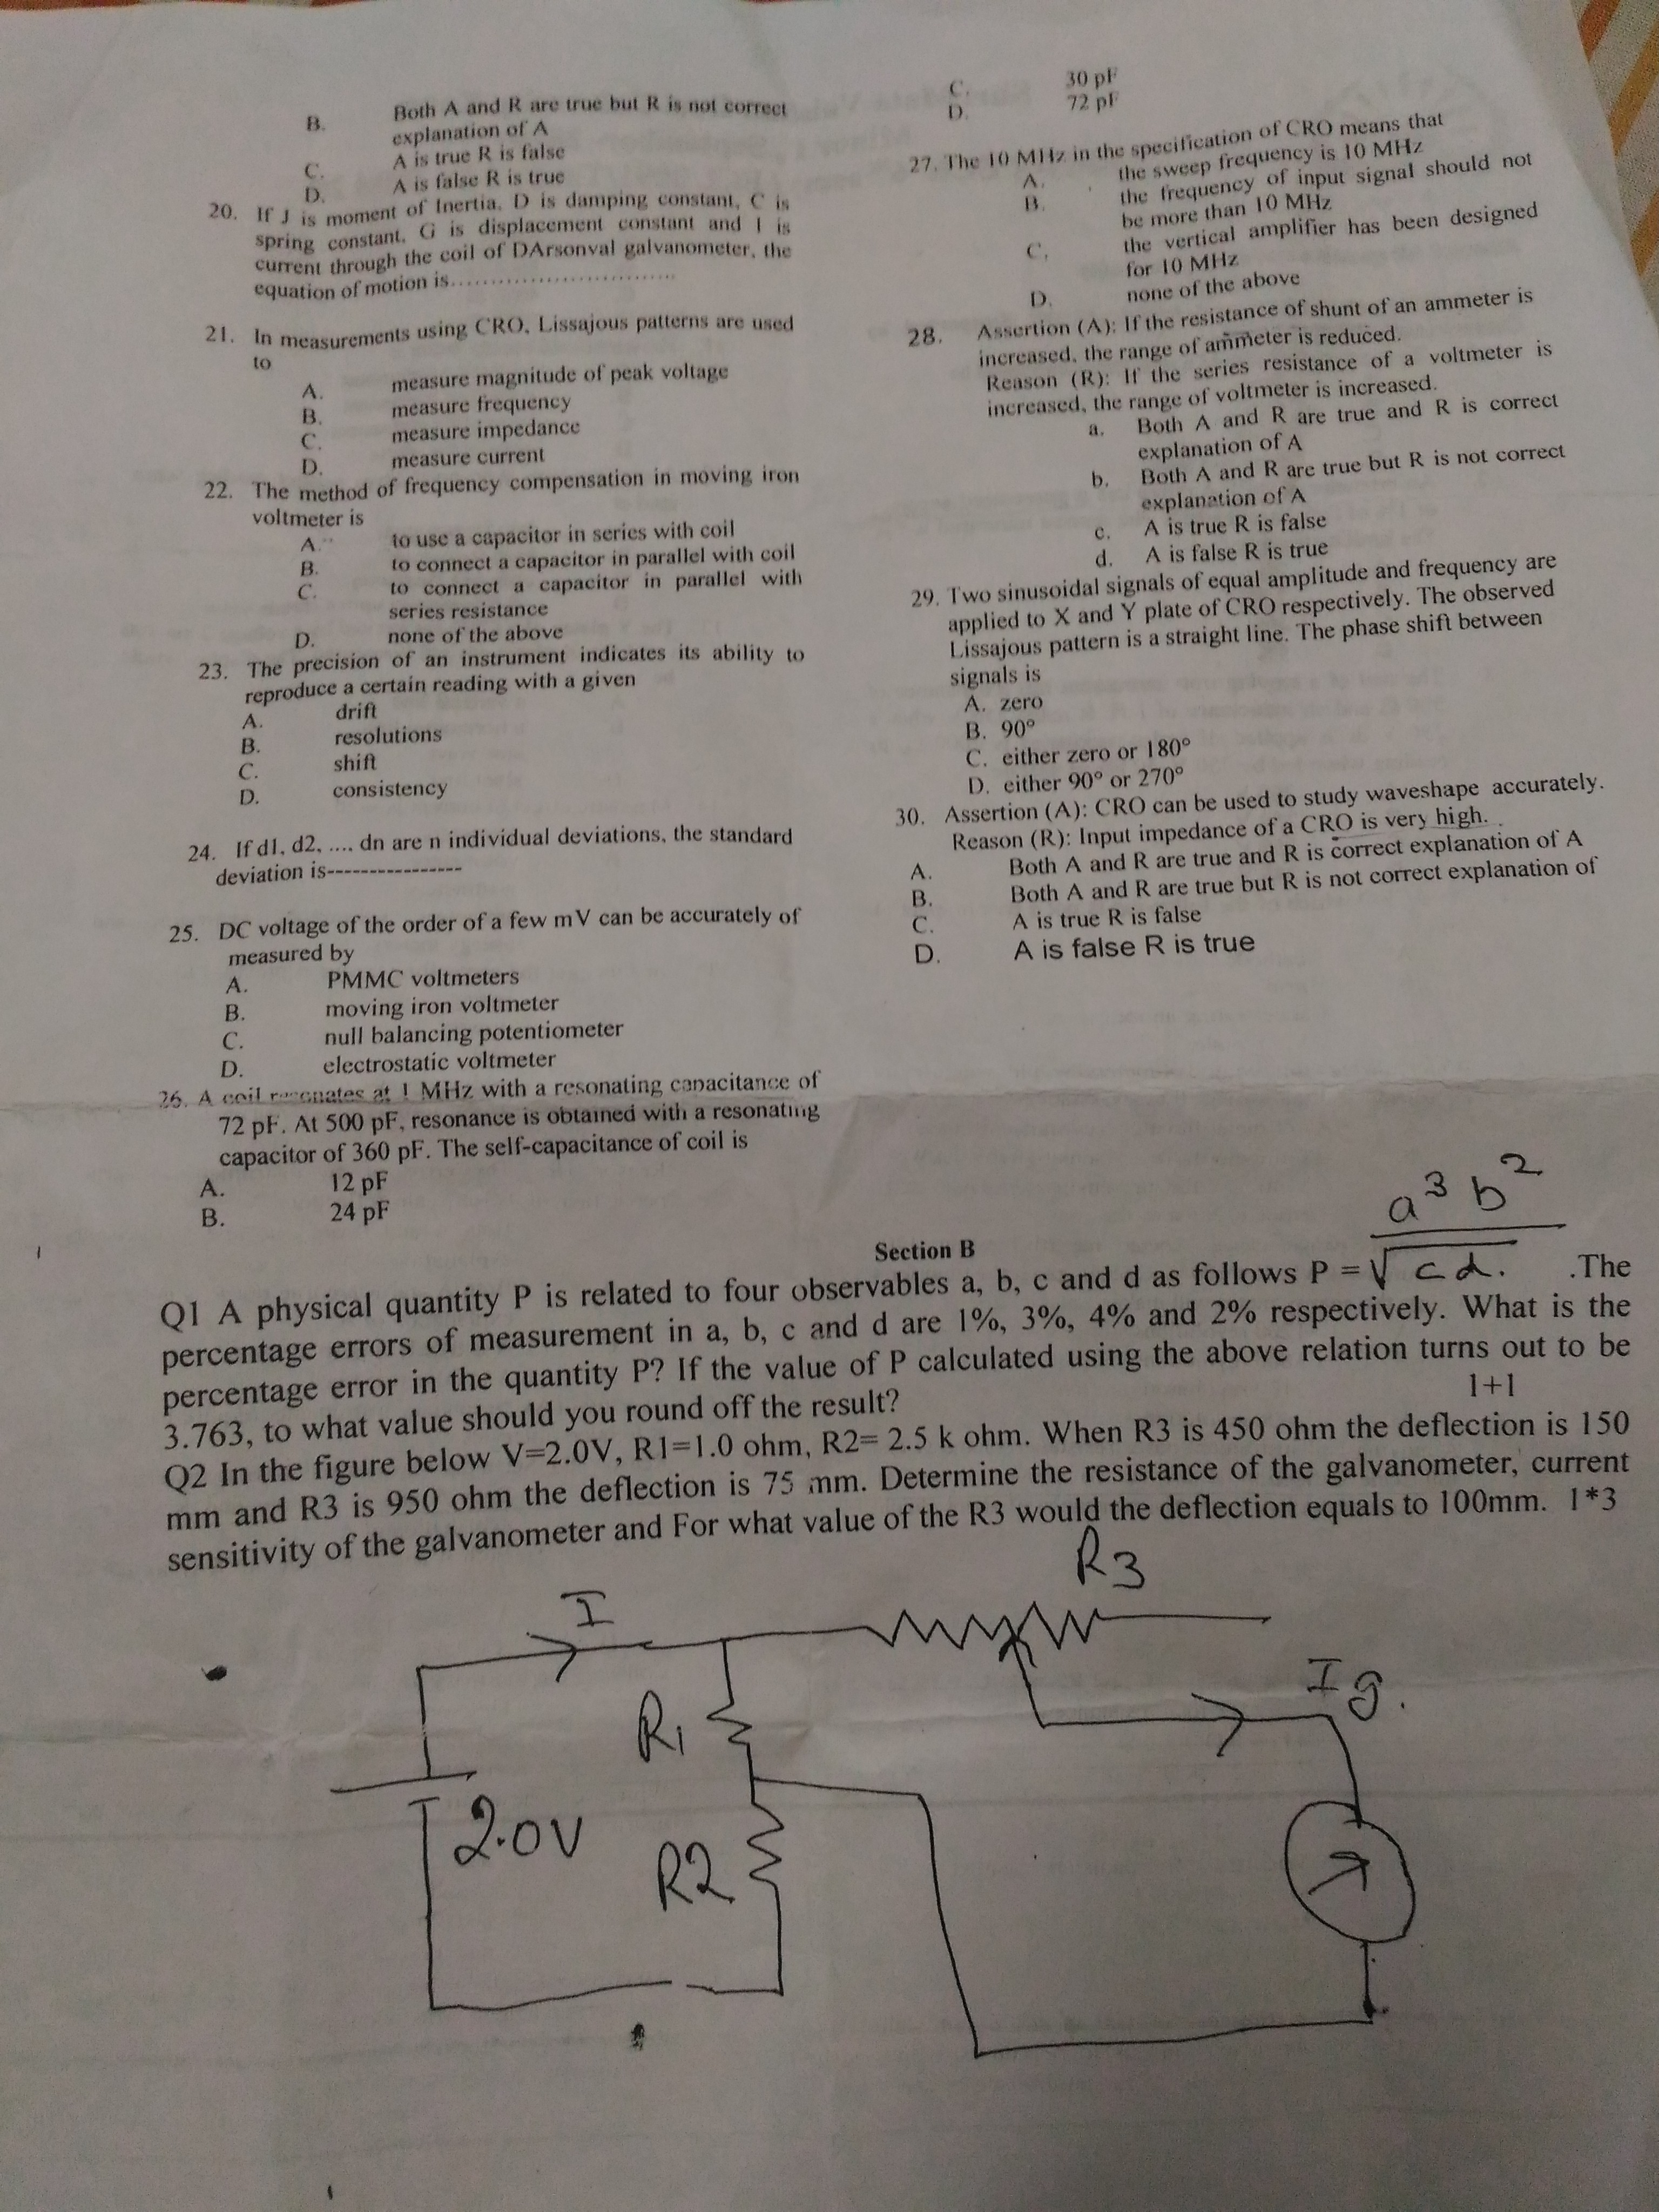 B. Both A and R are true but R is not correct
explanation of A
C. A is true R is false
D. A is false R is true
20. If J is moment of Inertia, D is damping constant, C is
spring constant, G is displacement constant and I is
current through the coil of DArsonval galvanometer, the
equation of motion is..............................
21. In measurements using CRO, Lissajous patterns are used
to
A. measure magnitude of peak voltage
B. measure frequency
C. measure impedance
D. measure current
22. The method of frequency compensation in moving iron
voltmeter is
A. to use a capacitor in series with coil
B. to connect a capacitor in parallel with coil
C. to connect a capacitor in parallel with
series resistance
D. none of the above
23. The precision of an instrument indicates its ability to
reproduce a certain reading with a given
A. drift
B. resolutions
C. shift
D. consistency
24. If d1, d2, ...., dn are n individual deviations, the standard
deviation is----------------
25. DC voltage of the order of a few mV can be accurately of
measured by
A. PMMC voltmeters
B. moving iron voltmeter
C. null balancing potentiometer
D. electrostatic voltmeter
26. A coil resonates at 1 MHz with a resonating capacitance of
72 pF. At 500 pF, resonance is obtained with a resonating
capacitor of 360 pF. The self-capacitance of coil is
A. 12 pF
B. 24 pF
C. 30 pF
D. 72 pF
27. The 10 MHz in the specification of CRO means that
A. the sweep frequency is 10 MHz
B. the frequency of input signal should not
be more than 10 MHz
C. the vertical amplifier has been designed
for 10 MHz
D. none of the above
28. Assertion (A): If the resistance of shunt of an ammeter is
increased, the range of ammeter is reduced.
Reason (R): If the series resistance of a voltmeter is
increased, the range of voltmeter is increased.
a. Both A and R are true and R is correct
explanation of A
b. Both A and R are true but R is not correct
explanation of A
c. A is true R is false
d. A is false R is true
29. Two sinusoidal signals of equal amplitude and frequency are
applied to X and Y plate of CRO respectively. The observed
Lissajous pattern is a straight line. The phase shift between
signals is
A. zero
B. 90°
C. either zero or 180°
D. either 90° or 270°
30. Assertion (A): CRO can be used to study waveshape accurately.
Reason (R): Input impedance of a CRO is very high.
A. Both A and R are true and R is correct explanation of A
B. Both A and R are true but R is not correct explanation of
C. A is true R is false
D. A is false R is true
Section B
a³ b²
Q1 A physical quantity P is related to four observables a, b, c and d as follows P = √cd. .The
percentage errors of measurement in a, b, c and d are 1%, 3%, 4% and 2% respectively. What is the
percentage error in the quantity P? If the value of P calculated using the above relation turns out to be
3.763, to what value should you round off the result? 1+1
Q2 In the figure below V=2.0V, R1=1.0 ohm, R2= 2.5 k ohm. When R3 is 450 ohm the deflection is 150
mm and R3 is 950 ohm the deflection is 75 mm. Determine the resistance of the galvanometer, current
sensitivity of the galvanometer and For what value of the R3 would the deflection equals to 100mm. 1*3
R3
I
Ig.
R1
2.0V
R2